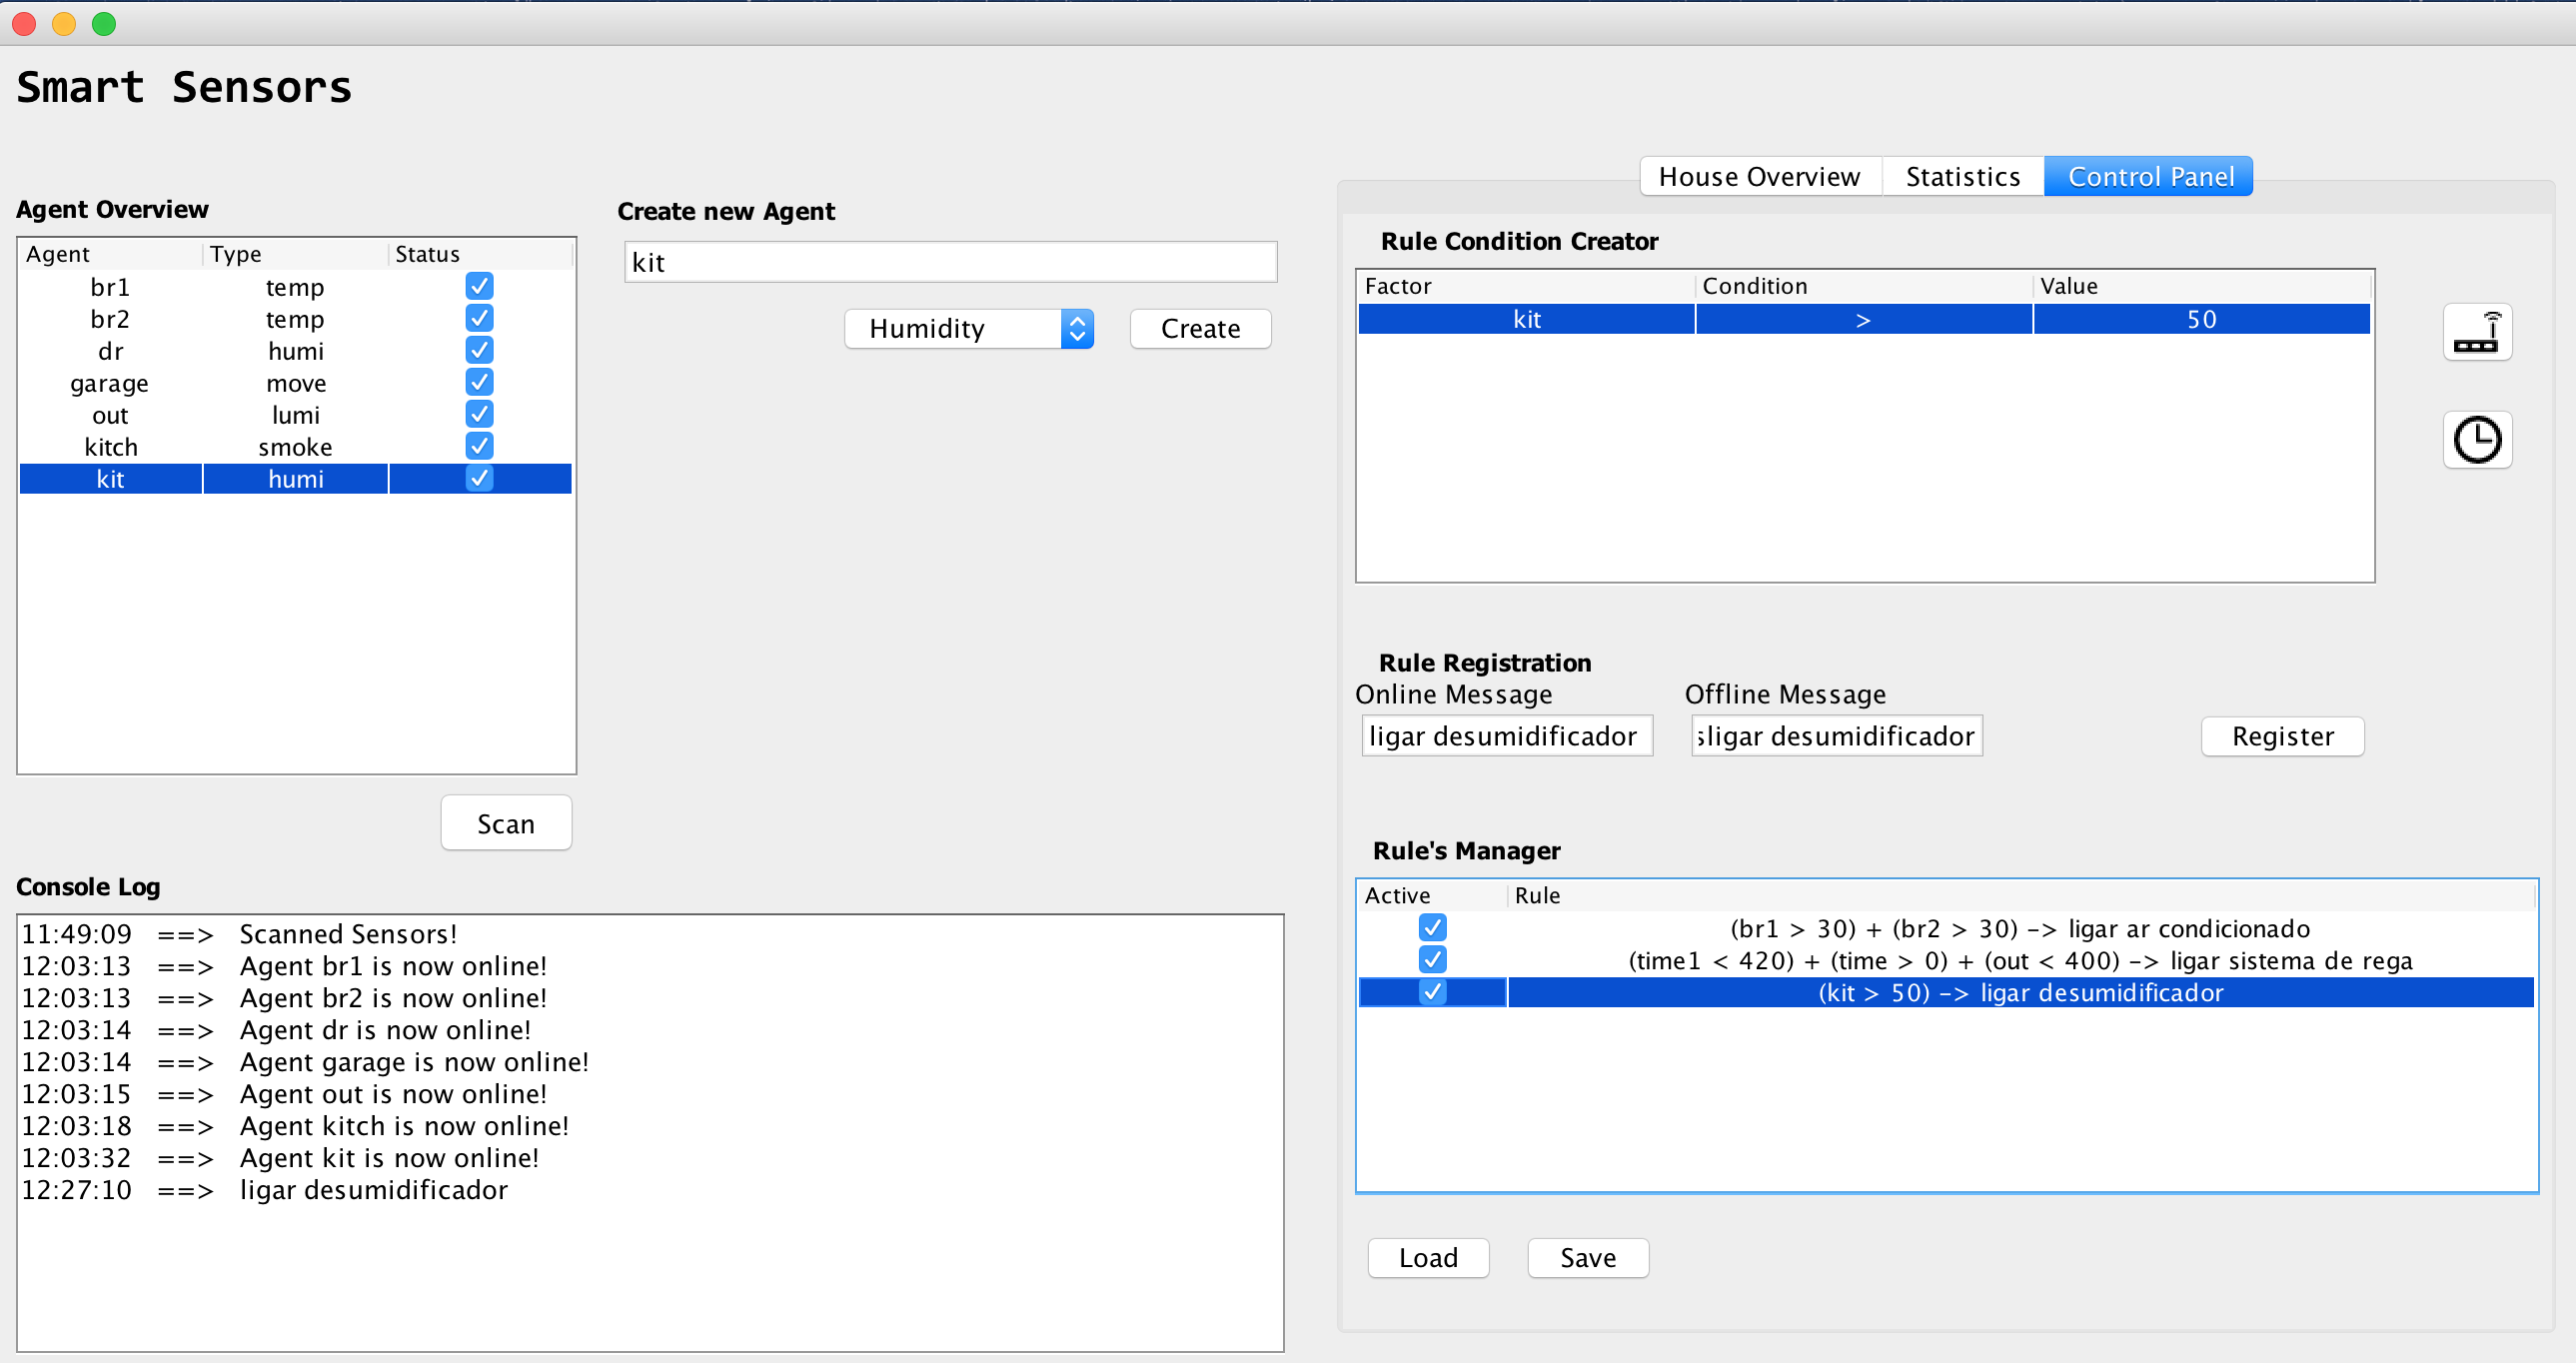 Smart Sensors
Agent Overview
Agent Type Status
br1 temp
br2 temp
dr humi
garage move
out lumi
kitch smoke
kit humi
Scan
Create new Agent
kit
Humidity Create
Console Log
11:49:09 ==> Scanned Sensors!
12:03:13 ==> Agent br1 is now online!
12:03:13 ==> Agent br2 is now online!
12:03:14 ==> Agent dr is now online!
12:03:14 ==> Agent garage is now online!
12:03:15 ==> Agent out is now online!
12:03:18 ==> Agent kitch is now online!
12:03:32 ==> Agent kit is now online!
12:27:10 ==> ligar desumidificador
House Overview Statistics Control Panel
Rule Condition Creator
Factor Condition Value
kit > 50
Rule Registration
Online Message Offline Message
ligar desumidificador sligar desumidificador Register
Rule's Manager
Active Rule
(br1 > 30) + (br2 > 30) -> ligar ar condicionado
(time1 < 420) + (time > 0) + (out < 400) -> ligar sistema de rega
(kit > 50) -> ligar desumidificador
Load Save